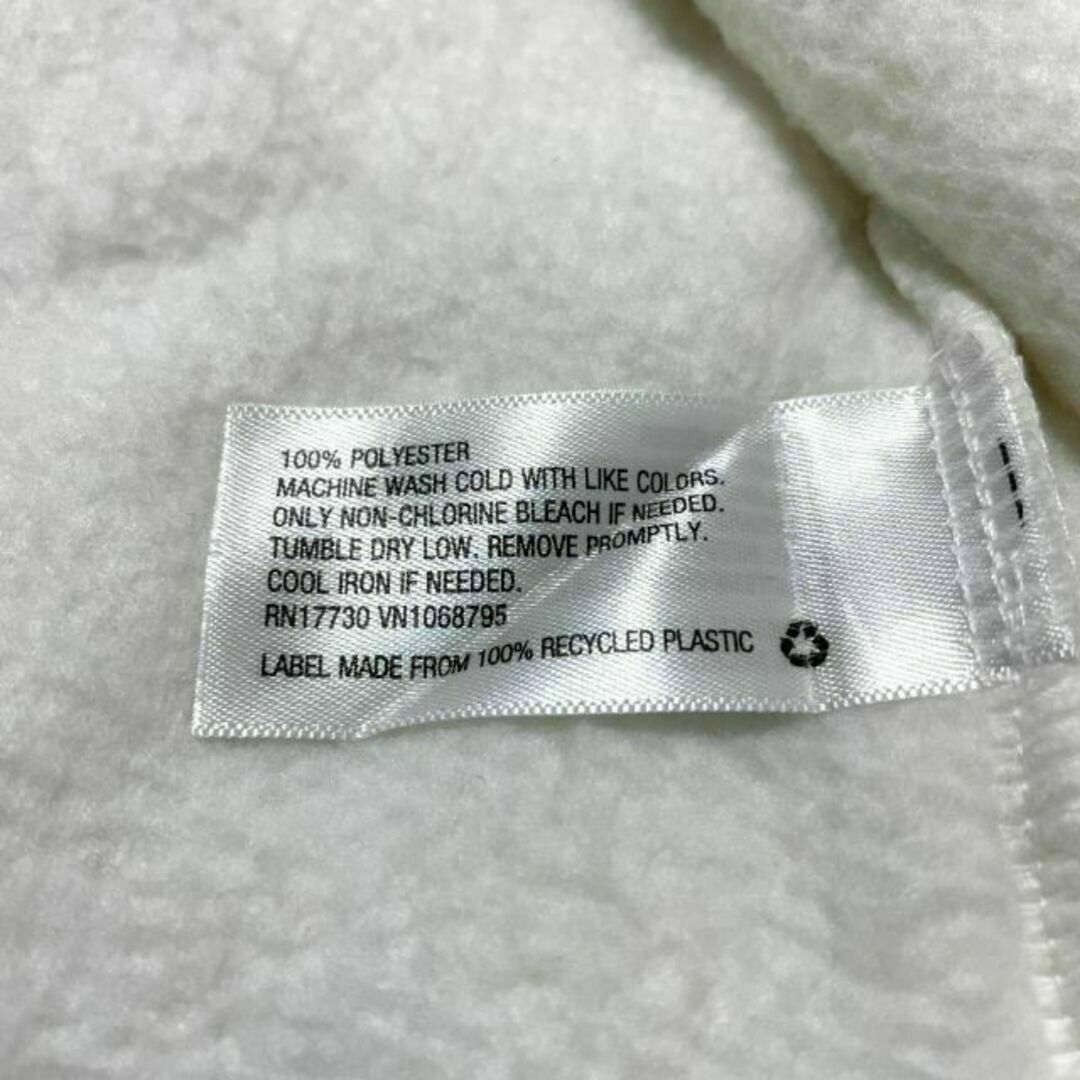 100% POLYESTER
MACHINE WASH COLD WITH LIKE COLORS.
ONLY NON-CHLORINE BLEACH IF NEEDED.
TUMBLE DRY LOW. REMOVE PROMPTLY.
COOL IRON IF NEEDED.
RN17730 VN1068795
LABEL MADE FROM 100% RECYCLED PLASTIC